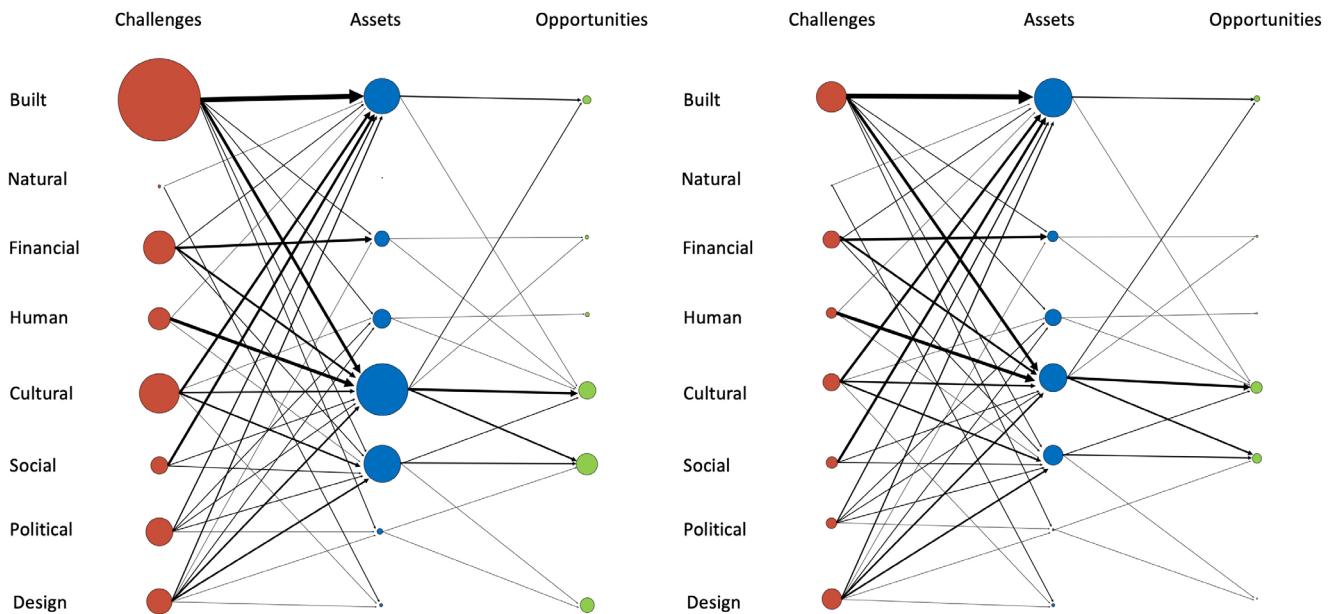 Challenges Assets Opportunities
Built
Natural
Financial
Human
Cultural
Social
Political
Design
Challenges Assets Opportunities
Built
Natural
Financial
Human
Cultural
Social
Political
Design